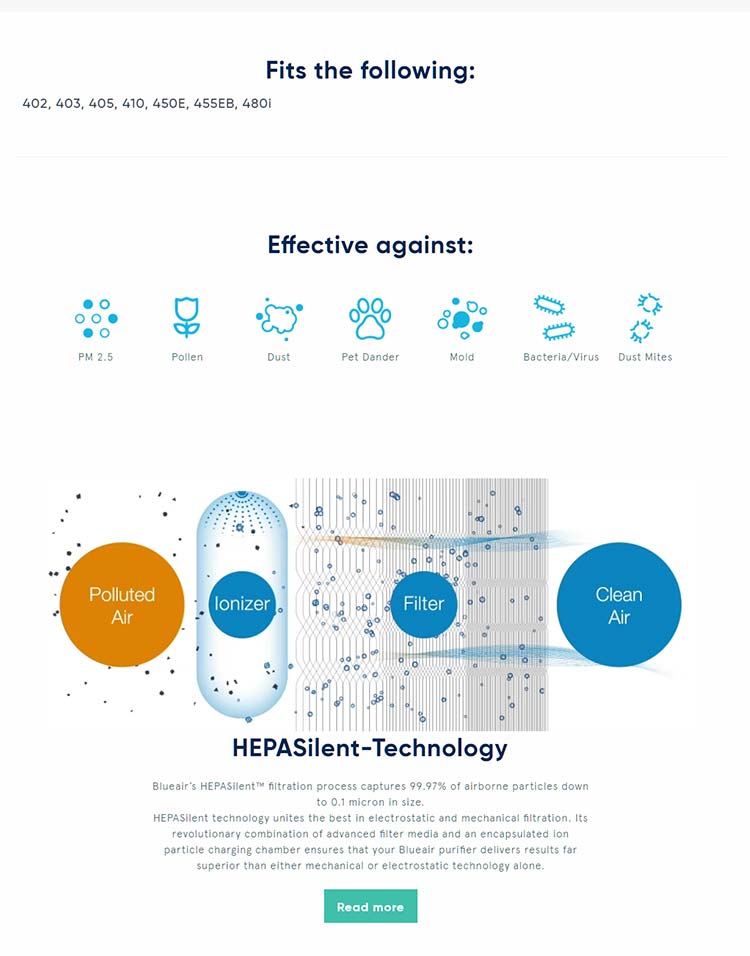 Fits the following:
402, 403, 405, 410, 450E, 455EB, 480i
Effective against:
PM 2.5
Pollen
Dust
Pet Dander
Mold
Bacteria/Virus
Dust Mites
Polluted
Air
Ionizer
Filter
Clean
Air
HEPASilent-Technology
Blueair's HEPASilent™ filtration process captures 99.97% of airborne particles down
to 0.1 micron in size.
HEPASilent technology unites the best in electrostatic and mechanical filtration. Its
revolutionary combination of advanced filter media and an encapsulated ion
particle charging chamber ensures that your Blueair purifier delivers results far
superior than either mechanical or electrostatic technology alone.
Read more